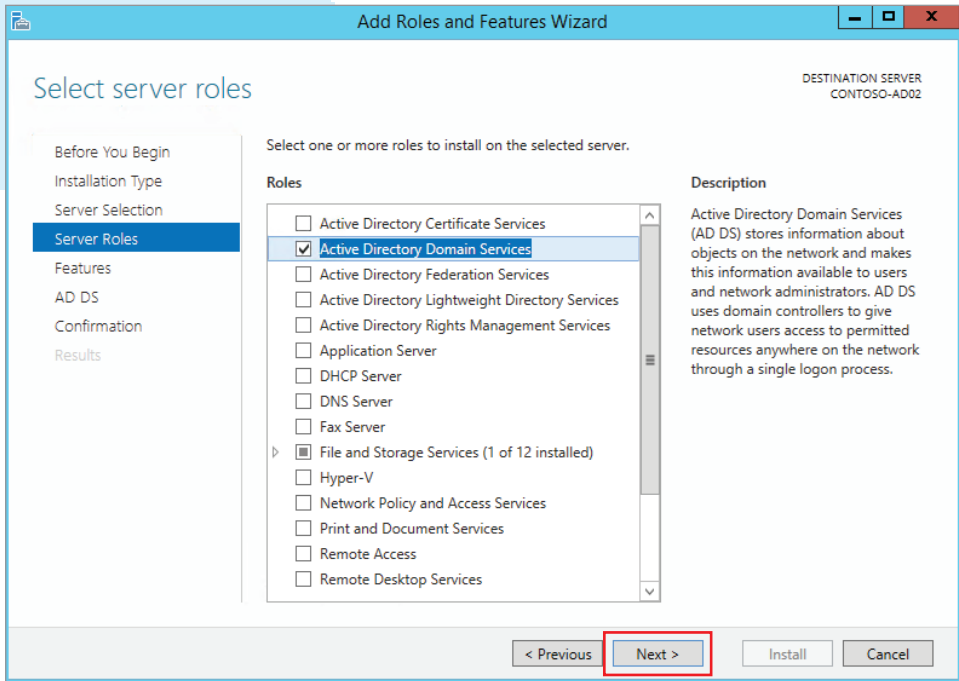 Add Roles and Features Wizard
Select server roles
DESTINATION SERVER
CONTOSO-AD02
Before You Begin
Installation Type
Server Selection
Server Roles
Features
AD DS
Confirmation
Results
Select one or more roles to install on the selected server.
Roles
Active Directory Certificate Services
Active Directory Domain Services
Active Directory Federation Services
Active Directory Lightweight Directory Services
Active Directory Rights Management Services
Application Server
DHCP Server
DNS Server
Fax Server
File and Storage Services (1 of 12 installed)
Hyper-V
Network Policy and Access Services
Print and Document Services
Remote Access
Remote Desktop Services
Description
Active Directory Domain Services
(AD DS) stores information about
objects on the network and makes
this information available to users
and network administrators. AD DS
uses domain controllers to give
network users access to permitted
resources anywhere on the network
through a single logon process.
< Previous
Next >
Install
Cancel